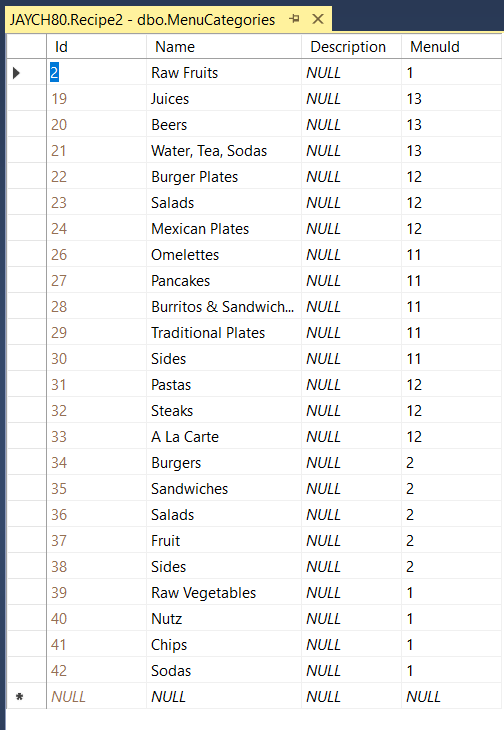 JAYCH80.Recipe2 - dbo.MenuCategories
Id Name Description MenuId
2 Raw Fruits NULL 1
19 Juices NULL 13
20 Beers NULL 13
21 Water, Tea, Sodas NULL 13
22 Burger Plates NULL 12
23 Salads NULL 12
24 Mexican Plates NULL 12
26 Omelettes NULL 11
27 Pancakes NULL 11
28 Burritos & Sandwich... NULL 11
29 Traditional Plates NULL 11
30 Sides NULL 11
31 Pastas NULL 12
32 Steaks NULL 12
33 A La Carte NULL 12
34 Burgers NULL 2
35 Sandwiches NULL 2
36 Salads NULL 2
37 Fruit NULL 2
38 Sides NULL 2
39 Raw Vegetables NULL 1
40 Nutz NULL 1
41 Chips NULL 1
42 Sodas NULL 1
* NULL NULL NULL NULL